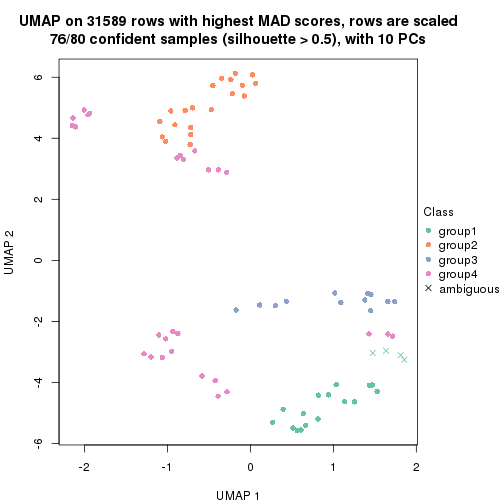 UMAP on 31589 rows with highest MAD scores, rows are scaled
76/80 confident samples (silhouette > 0.5), with 10 PCs
6
4
2
0
-2
-4
-6
UMAP 2
-2
-1
0
1
2
UMAP 1
Class
group1
group2
group3
group4
ambiguous